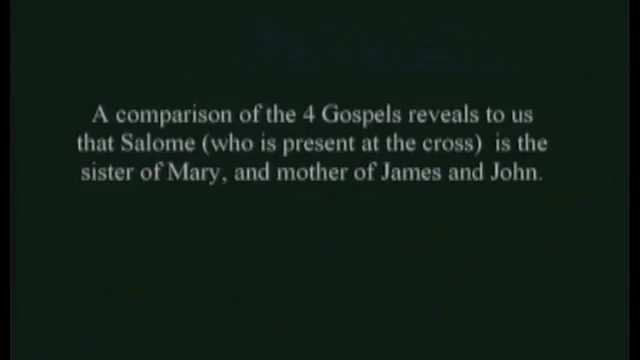 A comparison of the 4 Gospels reveals to us
that Salome (who is present at the cross) is the
sister of Mary, and mother of James and John.